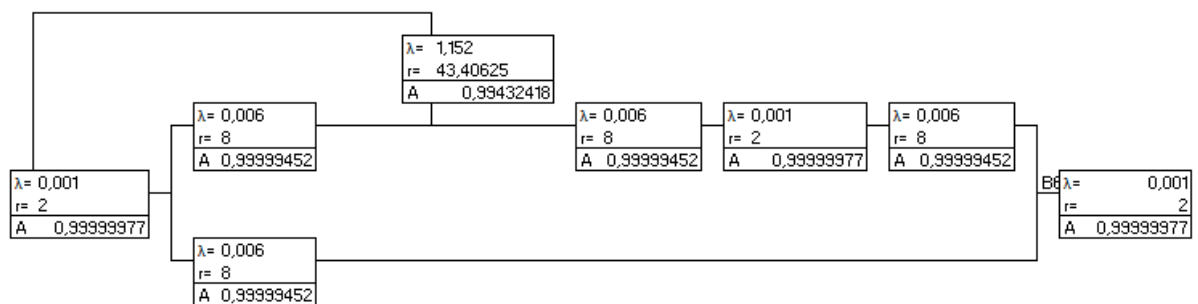 λ= 1,152
r= 43,40625
A 0,99432418
λ= 0,006
r= 8
A 0,99999452
λ= 0,006
r= 8
A 0,99999452
λ= 0,001
r= 2
A 0,99999977
λ= 0,006
r= 8
A 0,99999452
λ= 0,001
r= 2
A 0,99999977
λ= 0,001
r= 2
A 0,99999977
λ= 0,006
r= 8
A 0,99999452